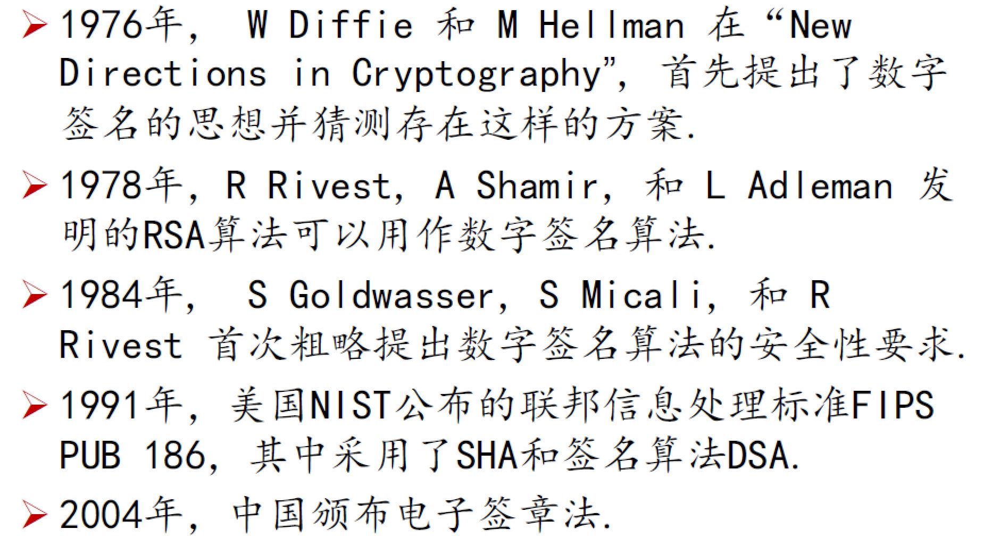 ➢ 1976年, W Diffie 和 M Hellman 在“New
Directions in Cryptography”, 首先提出了数字
签名的思想并猜测存在这样的方案.
➢ 1978年, R Rivest, A Shamir, 和 L Adleman 发
明的RSA算法可以用作数字签名算法.
➢ 1984年, S Goldwasser, S Micali, 和 R
Rivest 首次粗略提出数字签名算法的安全性要求.
➢ 1991年, 美国NIST公布的联邦信息处理标准FIPS
PUB 186, 其中采用了SHA和签名算法DSA.
➢ 2004年, 中国颁布电子签章法.